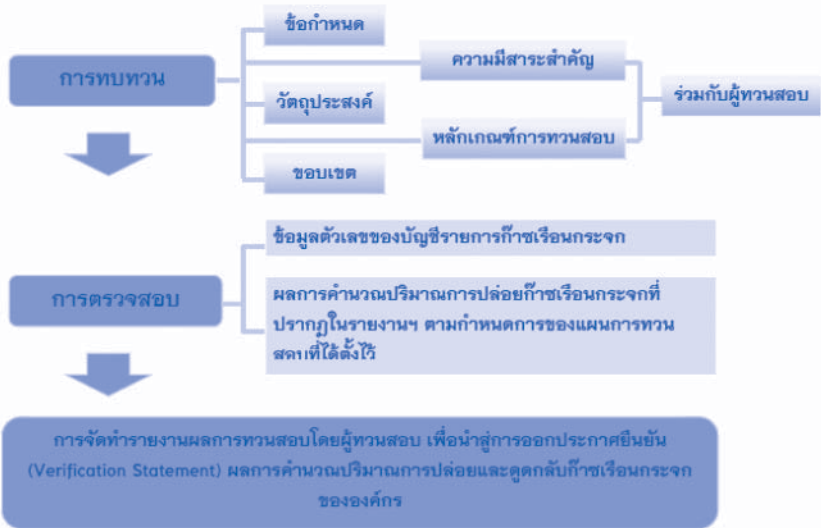 ข้อกำหนด
ความมีสาระสำคัญ
การทบทวน
ร่วมกับผู้ทวนสอบ
วัตถุประสงค์
หลักเกณฑ์การทวนสอบ
ขอบเขต
ข้อมูลตัวเลขของบัญชีรายการก๊าซเรือนกระจก
การตรวจสอบ
ผลการคำนวณปริมาณการปล่อยก๊าซเรือนกระจกที่
ปรากฏในรายงานฯ ตามกำหนดการของแผนการทวน
สอบที่ได้ตั้งไว้
การจัดทำรายงานผลการทวนสอบโดยผู้ทวนสอบ เพื่อนำสู่การออกประกาศยืนยัน
(Verification Statement) ผลการคำนวณปริมาณการปล่อยและดูดกลับก๊าซเรือนกระจก
ขององค์กร